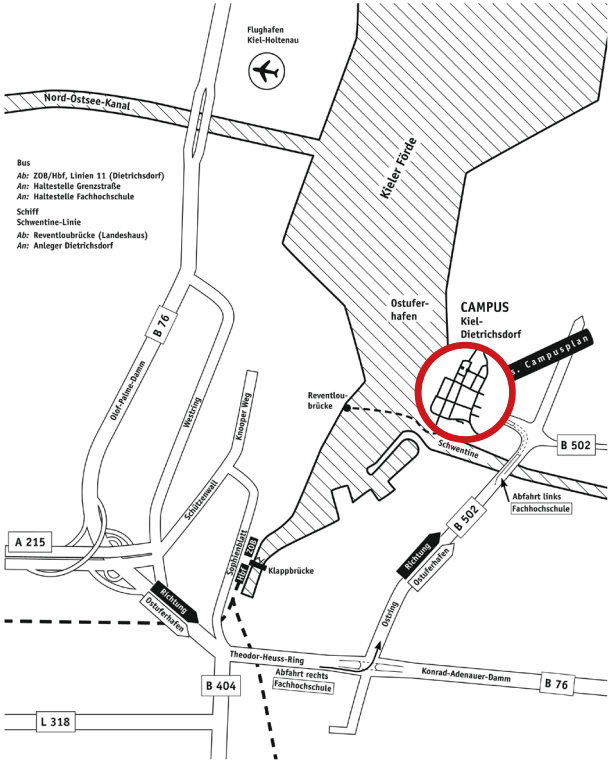 Flughafen
Kiel-Holtenau
Nord-Ostsee-Kanal
Kieler Förde
Bus
Ab: ZOB/Hbf, Linien 11 (Dietrichsdorf)
An: Haltestelle Grenzstraße
An: Haltestelle Fachhochschule
Schiff
Schwentine-Linie
Ab: Reventloubrücke (Landeshaus)
An: Anleger Dietrichsdorf
Ostufer-
hafen
CAMPUS
Kiel-
Dietrichsdorf
s. Campusplan
B 76
Olof-Palme-Damm
Westring
Knooper Weg
Reventlou-
brücke
Schwentine
B 502
Schützenwall
Abfahrt links
Fachhochschule
B 502
A 215
Sophienblatt
ZOB
Hbf
Klappbrücke
Richtung
Ostuferhafen
Richtung
Ostuferhafen
Ostring
Theodor-Heuss-Ring
Abfahrt rechts
Fachhochschule
Konrad-Adenauer-Damm
B 76
B 404
L 318